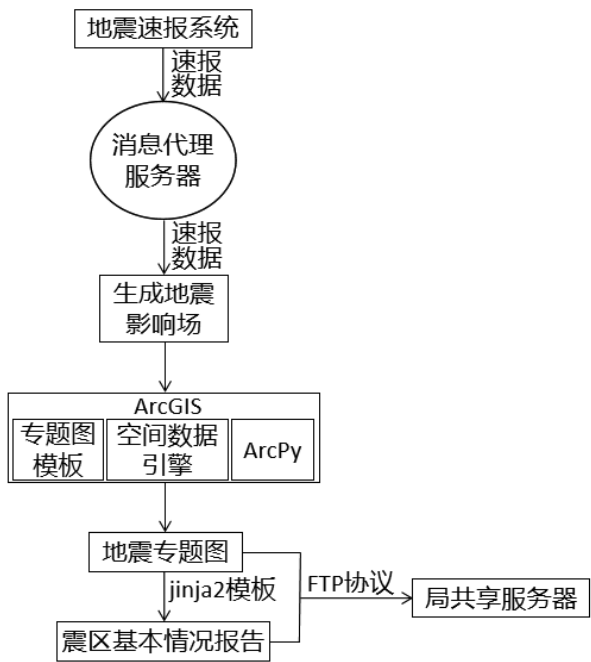 地震速报系统
速报
数据
消息代理
服务器
速报
数据
生成地震
影响场
ArcGIS
专题图
模板
空间数据
引擎
ArcPy
地震专题图
jinja2模板
FTP协议
局共享服务器
震区基本情况报告